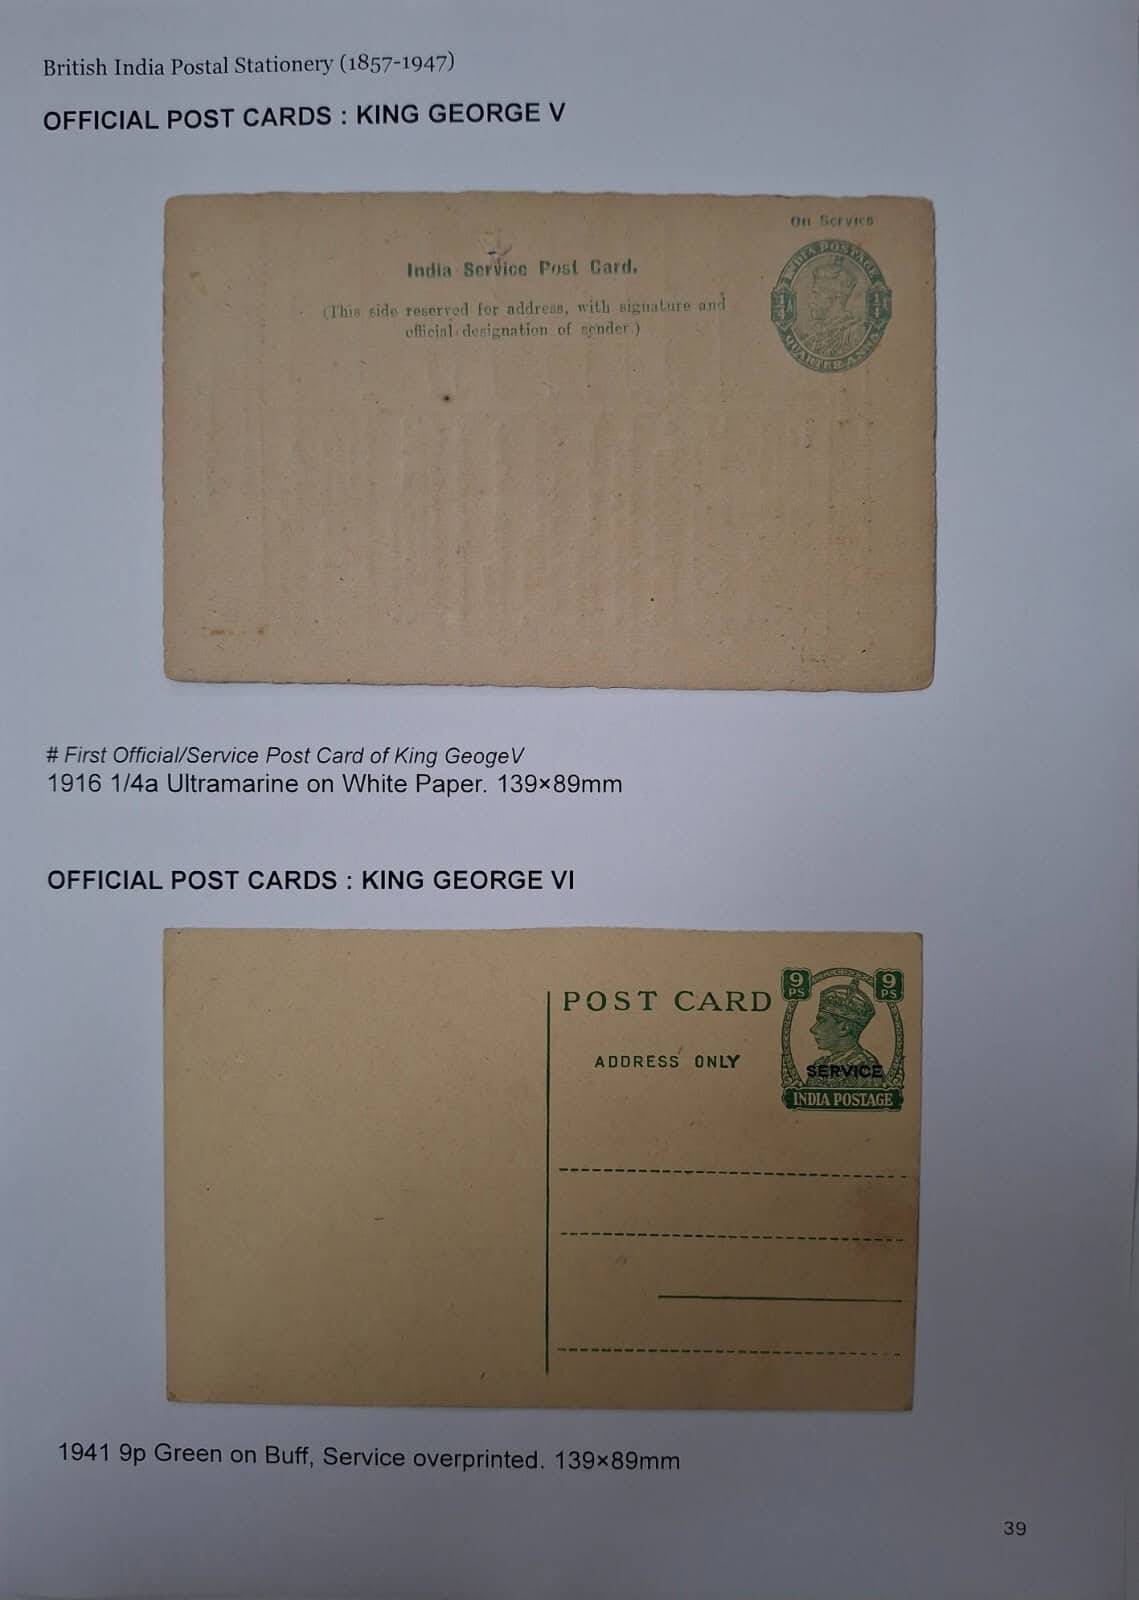 British India Postal Stationery (1857-1947)
OFFICIAL POST CARDS : KING GEORGE V
On Service
India Service Post Card.
(This side reserved for address, with signature and
official designation of sender.)
INDIA POSTAGE
1/4 A 1/4 A
QUARTER ANNA
# First Official/Service Post Card of King GeogeV
1916 1/4a Ultramarine on White Paper. 139×89mm
OFFICIAL POST CARDS : KING GEORGE VI
9 PS 9 PS
POST CARD
ADDRESS ONLY
SERVICE
INDIA POSTAGE
1941 9p Green on Buff, Service overprinted. 139×89mm
39